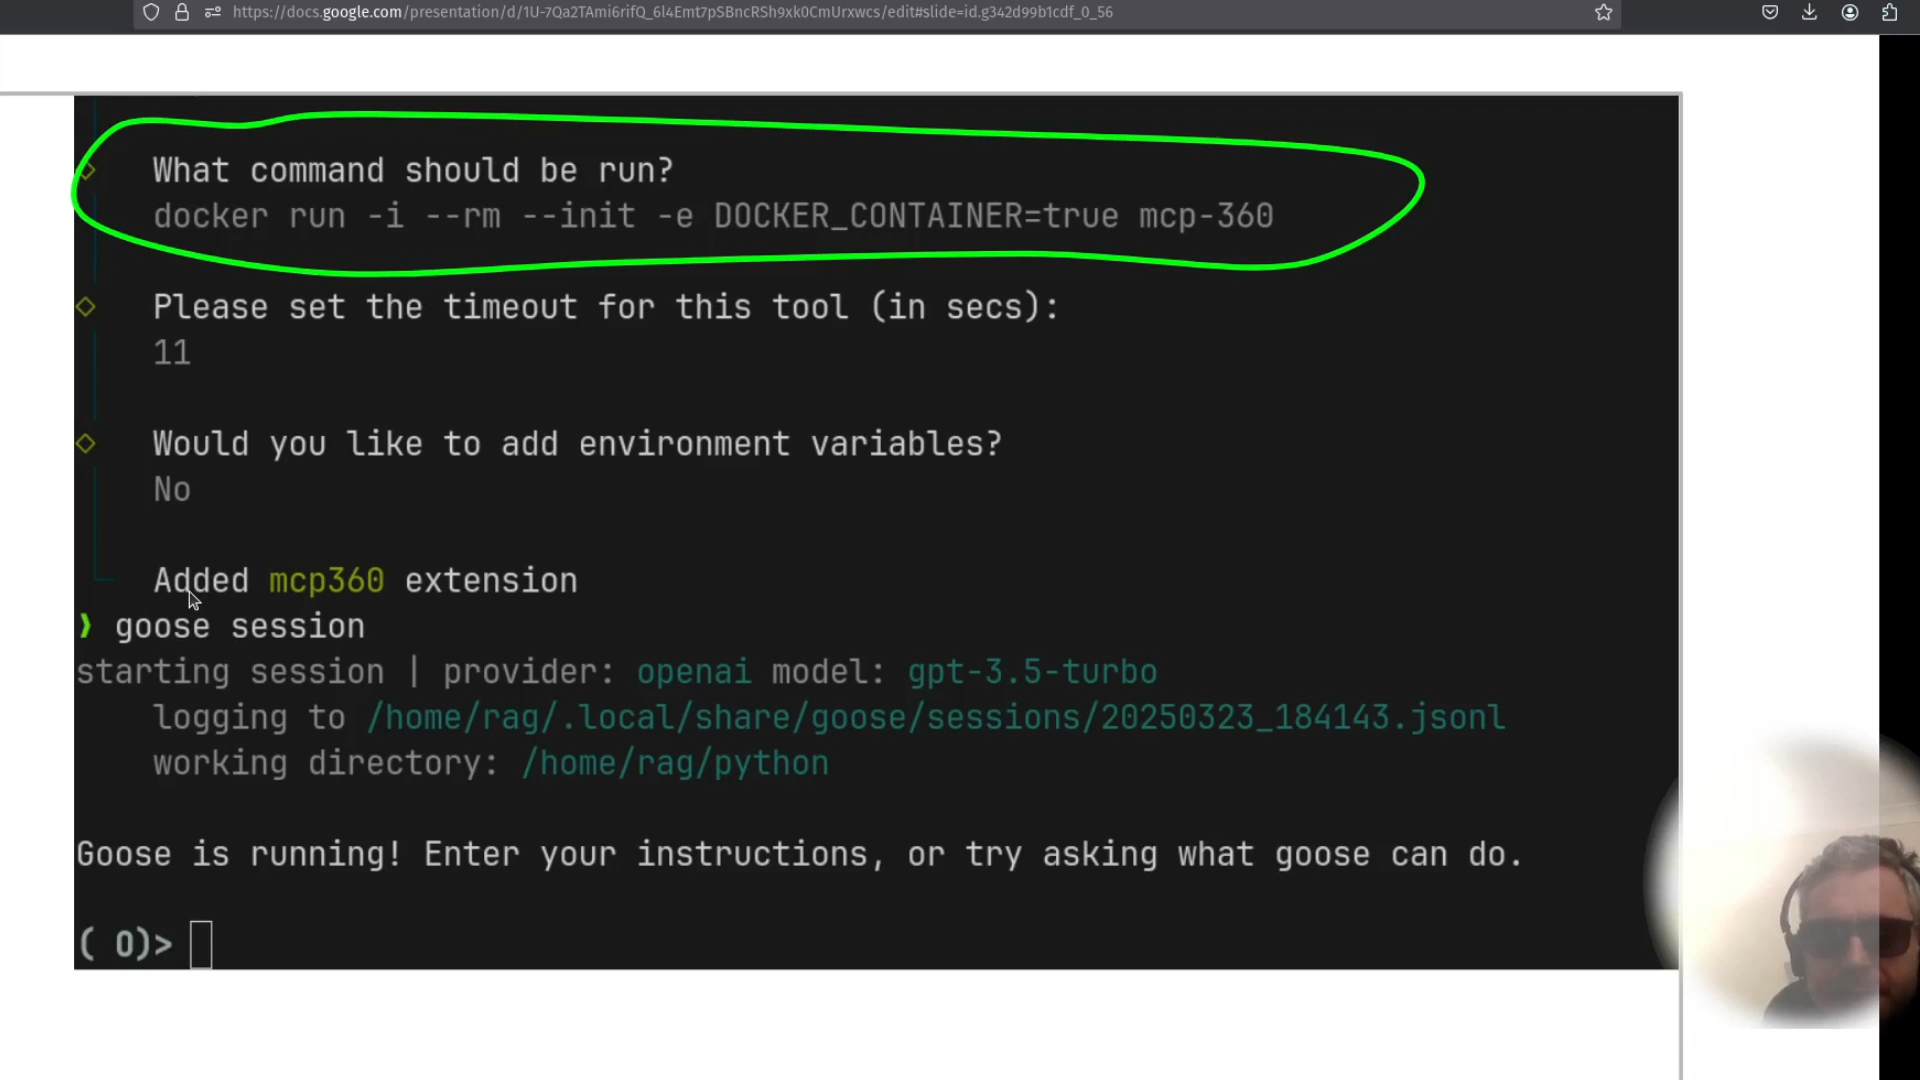 https://docs.google.com/presentation/d/1U-7Qa2TAmi6rifQ_6l4Emt7pSBncRSh9xk0CmUrxwcs/edit#slide=id.g342d99b1cdf_0_56
What command should be run?
docker run -i --rm --init -e DOCKER_CONTAINER=true mcp-360
Please set the timeout for this tool (in secs):
11
Would you like to add environment variables?
No
Added mcp360 extension
❯ goose session
starting session | provider: openai model: gpt-3.5-turbo
logging to /home/rag/.local/share/goose/sessions/20250323_184143.jsonl
working directory: /home/rag/python
Goose is running! Enter your instructions, or try asking what goose can do.
( O)>